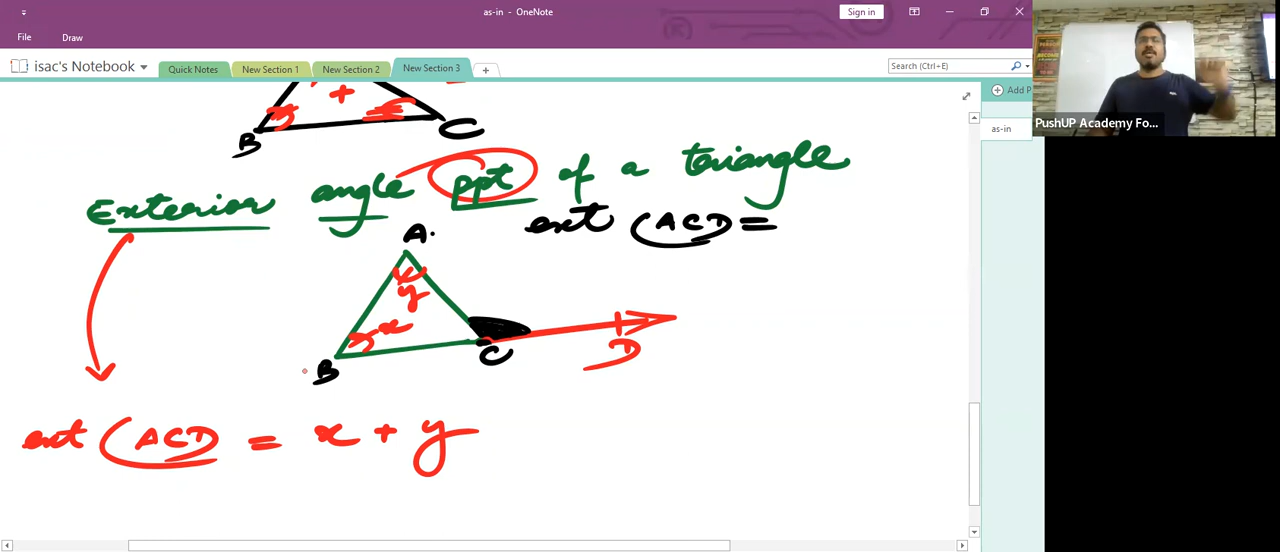 as-in - OneNote
Sign in
File
Draw
isac's Notebook
Quick Notes
New Section 1
New Section 2
New Section 3
Search (Ctrl+E)
Add P
as-in
PushUP Academy Fo...
+
B
C
Exterior angle ppt of a triangle
ext (ACD =
A
y
x
B
C
D
ext (ACD = x + y